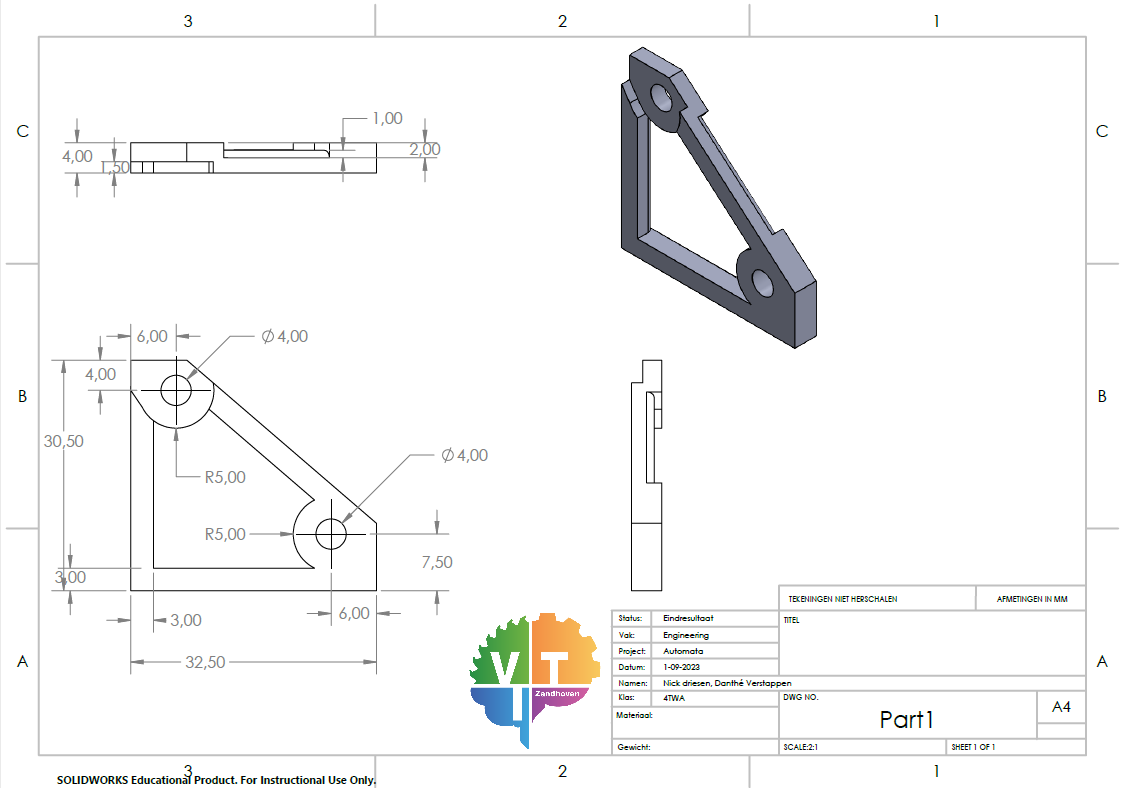 3
2
1
C
C
1,00
4,00
1,50
2,00
6,00
Ø 4,00
4,00
B
B
30,50
Ø 4,00
R5,00
R5,00
7,50
3,00
3,00
6,00
32,50
A
A
V T
I
Zandhoven
TEKENINGEN NIET HERSCHALEN
AFMETINGEN IN MM
Status: Eindresultaat
TITEL
Vak: Engineering
Project: Automata
Datum: 1-09-2023
Namen: Nick driesen, Danthé Verstappen
Klas: 4TWA
DWG NO.
Materiaal:
Part1
A4
Gewicht:
SCALE:2:1
SHEET 1 OF 1
3
2
1
SOLIDWORKS Educational Product. For Instructional Use Only.